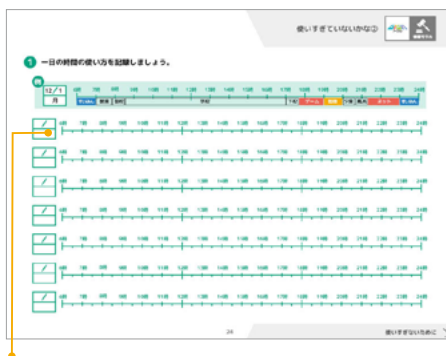 使いすぎていないかな②
1 一日の時間の使い方を記録しましょう。
例
12/1
月
6時 7時 8時 9時 10時 11時 12時 13時 14時 15時 16時 17時 18時 19時 20時 21時 22時 23時 24時
学校 下校 ゲーム 夕食
6時 7時 8時 9時 10時 11時 12時 13時 14時 15時 16時 17時 18時 19時 20時 21時 22時 23時 24時
6時 7時 8時 9時 10時 11時 12時 13時 14時 15時 16時 17時 18時 19時 20時 21時 22時 23時 24時
6時 7時 8時 9時 10時 11時 12時 13時 14時 15時 16時 17時 18時 19時 20時 21時 22時 23時 24時
6時 7時 8時 9時 10時 11時 12時 13時 14時 15時 16時 17時 18時 19時 20時 21時 22時 23時 24時
6時 7時 8時 9時 10時 11時 12時 13時 14時 15時 16時 17時 18時 19時 20時 21時 22時 23時 24時
6時 7時 8時 9時 10時 11時 12時 13時 14時 15時 16時 17時 18時 19時 20時 21時 22時 23時 24時
6時 7時 8時 9時 10時 11時 12時 13時 14時 15時 16時 17時 18時 19時 20時 21時 22時 23時 24時
24
使いすぎないために